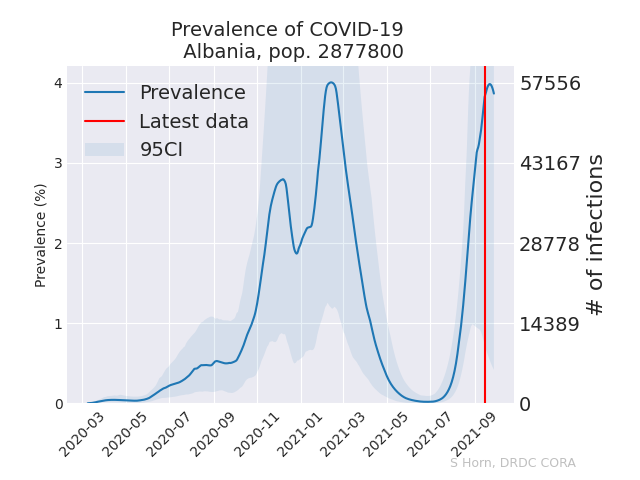 Prevalence of COVID-19
Albania, pop. 2877800
Prevalence
Latest data
95CI
Prevalence (%)
4
3
2
1
0
57556
43167
28778
14389
0
# of infections
2020-03
2020-05
2020-07
2020-09
2020-11
2021-01
2021-03
2021-05
2021-07
2021-09
S Horn, DRDC CORA